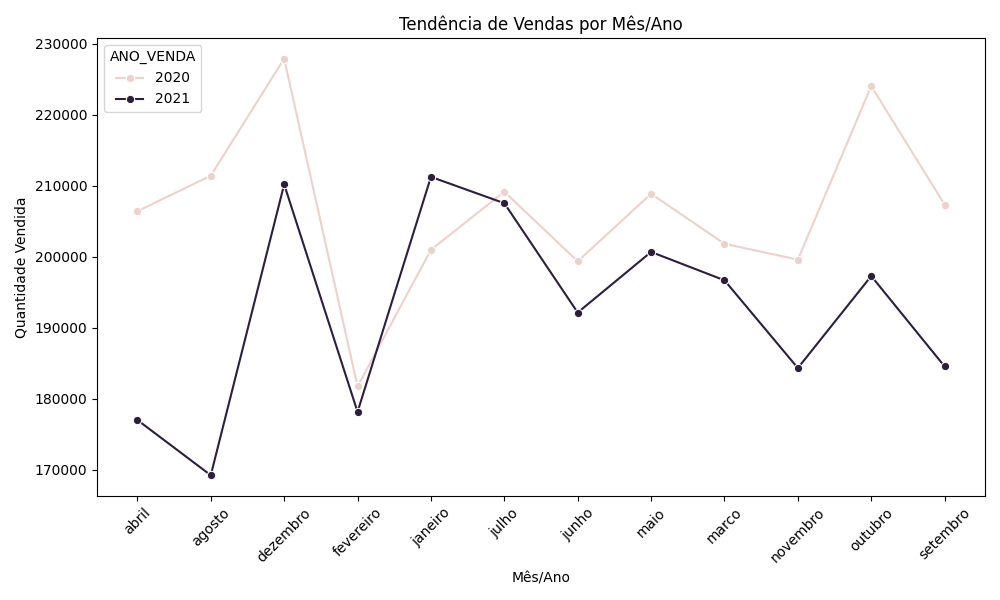 Tendência de Vendas por Mês/Ano
ANO_VENDA
2020
2021
Quantidade Vendida
230000
220000
210000
200000
190000
180000
170000
abril
agosto
dezembro
fevereiro
janeiro
julho
junho
maio
marco
novembro
outubro
setembro
Mês/Ano